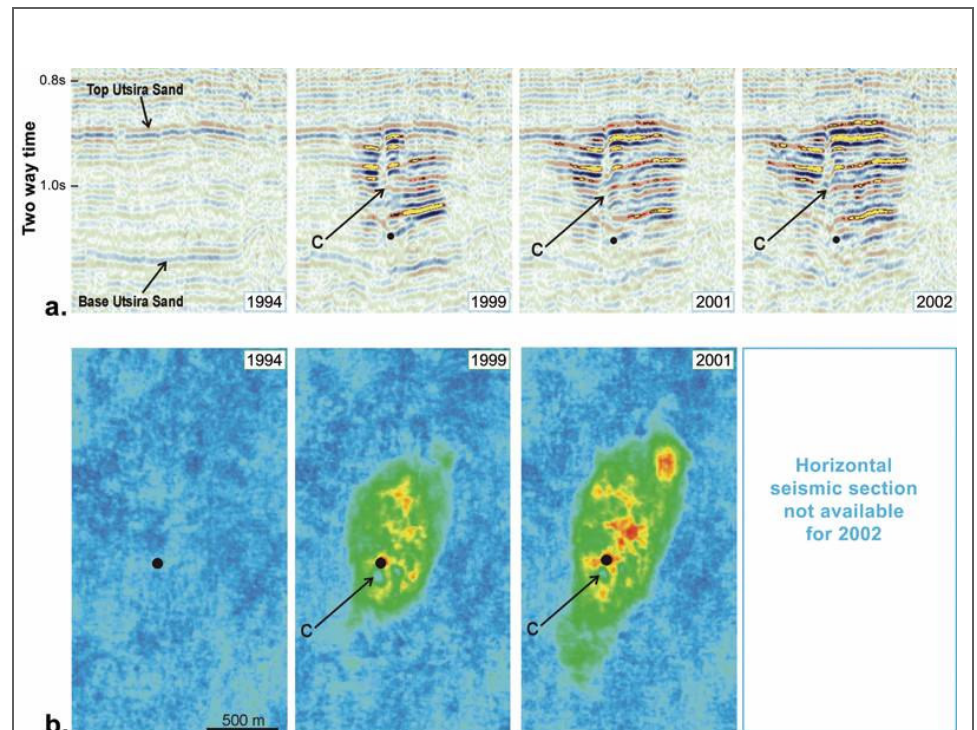 0.8s
Top Utsira Sand
Two way time
1.0s
C
C
C
Base Utsira Sand
a.
1994
1999
2001
2002
1994
1999
2001
Horizontal
seismic section
not available
for 2002
C
C
b.
500 m